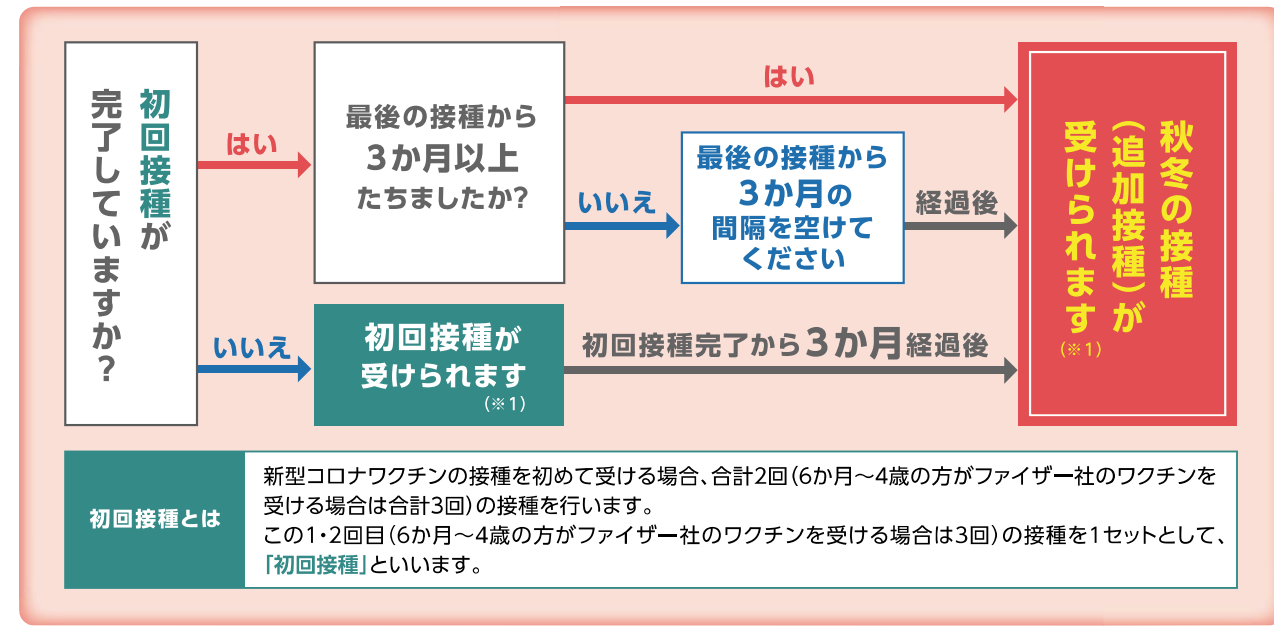 初回接種が
完了していますか？
はい
いいえ
最後の接種から
3か月以上
たちましたか？
はい
いいえ
最後の接種から
3か月の
間隔を空けて
ください
経過後
初回接種が
受けられます
（※1）
初回接種完了から3か月経過後
秋冬の接種
（追加接種）が
受けられます
（※1）
初回接種とは
新型コロナワクチンの接種を初めて受ける場合、合計2回（6か月～4歳の方がファイザー社のワクチンを
受ける場合は合計3回）の接種を行います。
この1・2回目（6か月～4歳の方がファイザー社のワクチンを受ける場合は3回）の接種を1セットとして、
「初回接種」といいます。